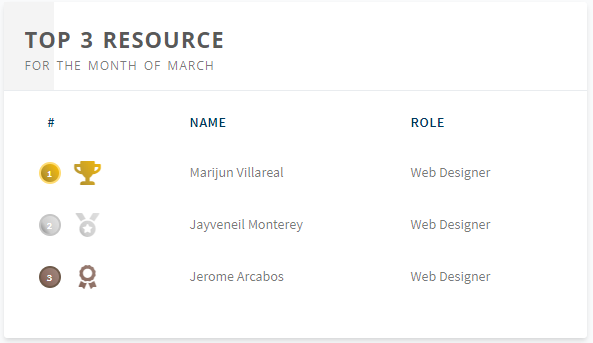 TOP 3 RESOURCE
FOR THE MONTH OF MARCH
# NAME ROLE
1 Marijun Villareal Web Designer
2 Jayveneil Monterey Web Designer
3 Jerome Arcabos Web Designer